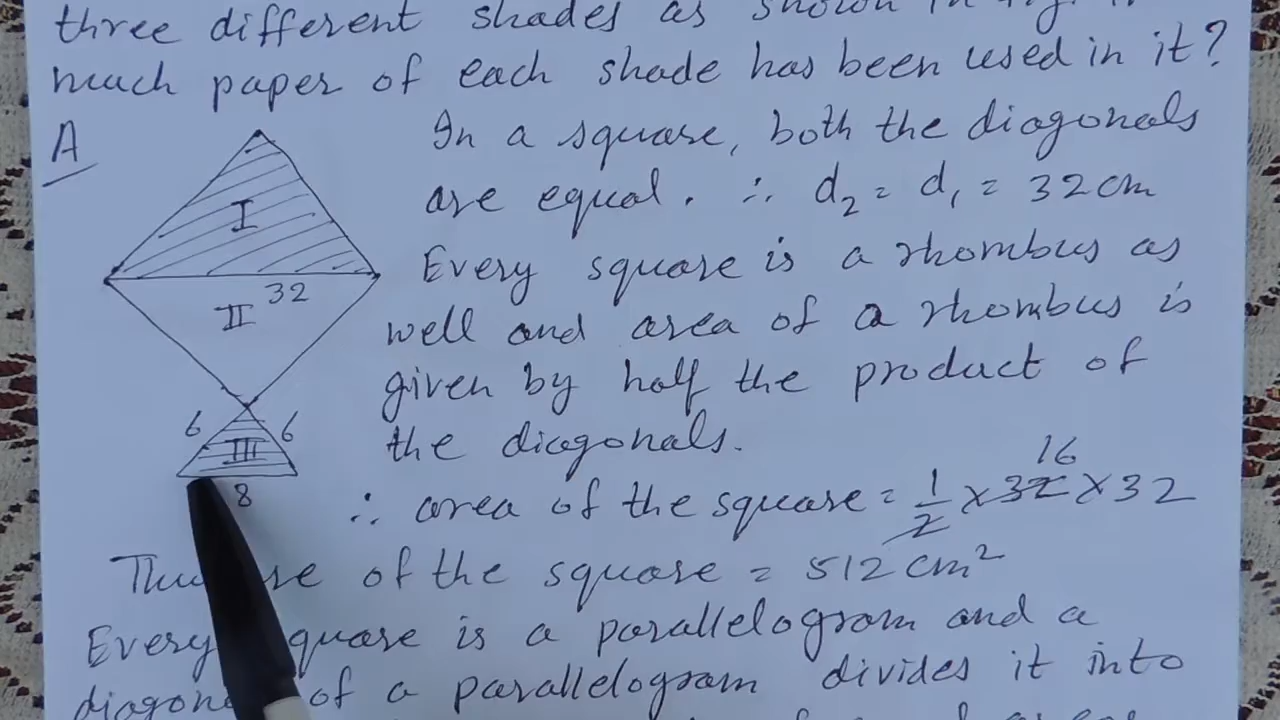 three different shades as shown in
much paper of each shade has been used in it?
A
In a square, both the diagonals
are equal. ∴ d₂ = d₁ = 32 cm
I
Every square is a rhombus as
32
II
well and area of a rhombus is
given by half the product of
6 6
III
the diagonals.
8
16
∴ area of the square = 1/2 × 32 × 32
of the square = 512 cm²
Every square is a parallelogram and a
of a parallelogram divides it into